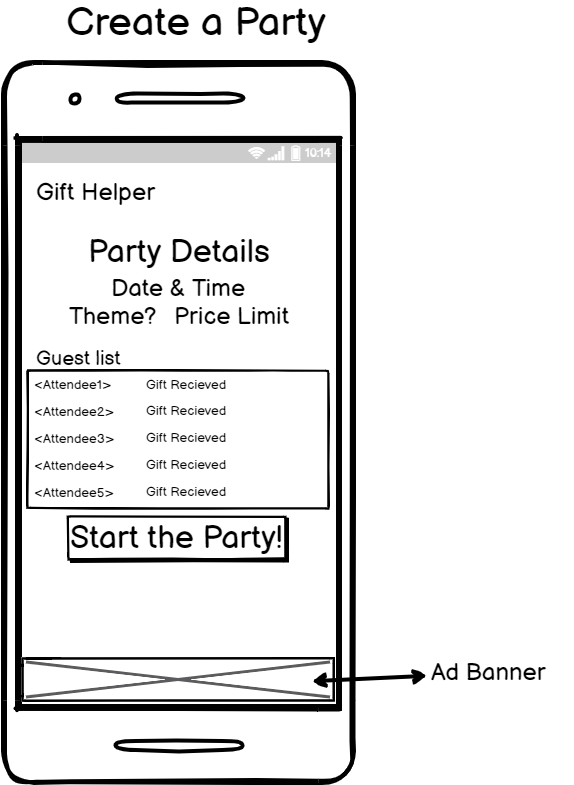 Create a Party
10:14
Gift Helper
Party Details
Date & Time
Theme? Price Limit
Guest list
<Attendee1> Gift Recieved
<Attendee2> Gift Recieved
<Attendee3> Gift Recieved
<Attendee4> Gift Recieved
<Attendee5> Gift Recieved
Start the Party!
Ad Banner